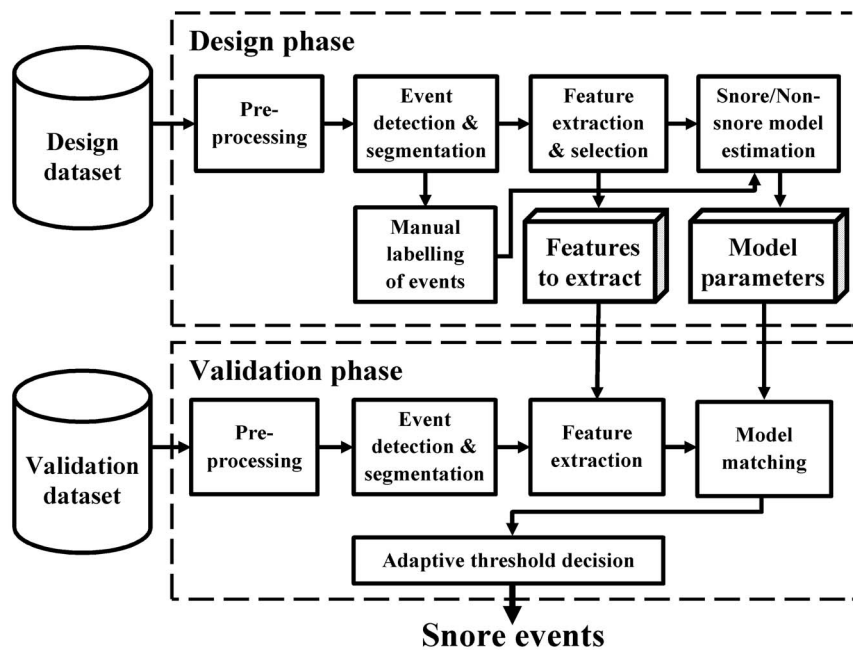 Design phase
Design
dataset
Pre-
processing
Event
detection &
segmentation
Feature
extraction
& selection
Snore/Non-
snore model
estimation
Manual
labelling
of events
Features
to extract
Model
parameters
Validation phase
Validation
dataset
Pre-
processing
Event
detection &
segmentation
Feature
extraction
Model
matching
Adaptive threshold decision
Snore events